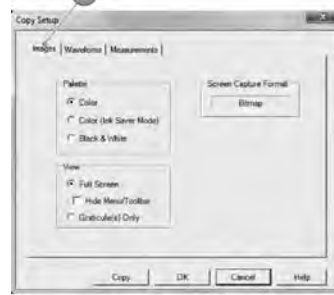 Copy Setup
Images Waveforms Measurements
Palette
Color
Color (Ink Saver Mode)
Black & White
Screen Capture Format
Bitmap
View
Full Screen
Hide Menu/Toolbar
Graticule(s) Only
Copy OK Cancel Help